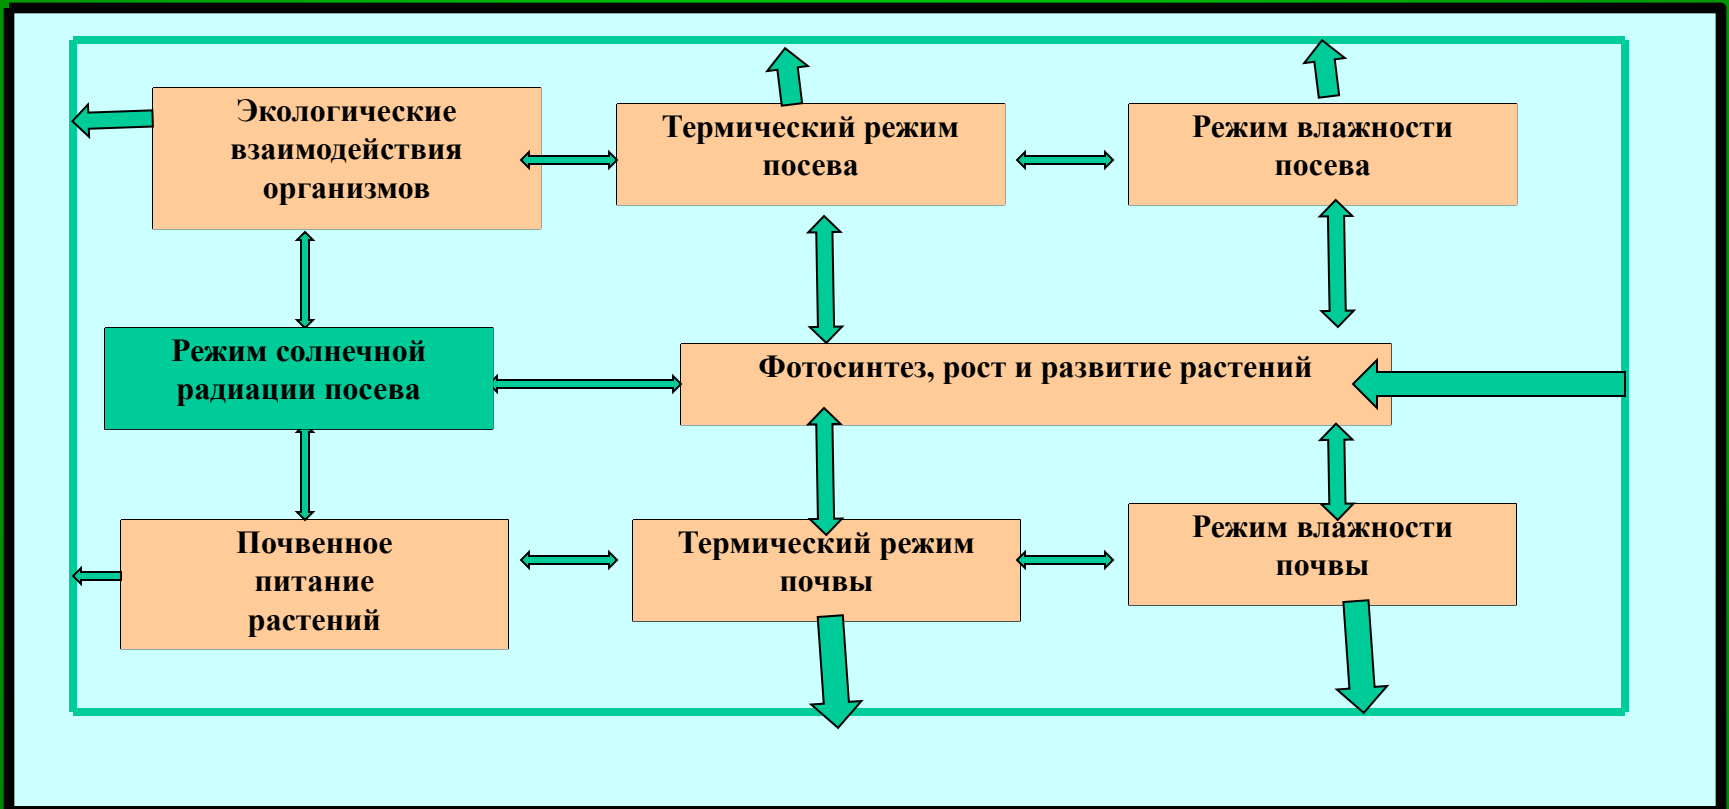 Экологические
взаимодействия
организмов
Термический режим
посева
Режим влажности
посева
Режим солнечной
радиации посева
Фотосинтез, рост и развитие растений
Почвенное
питание
растений
Термический режим
почвы
Режим влажности
почвы